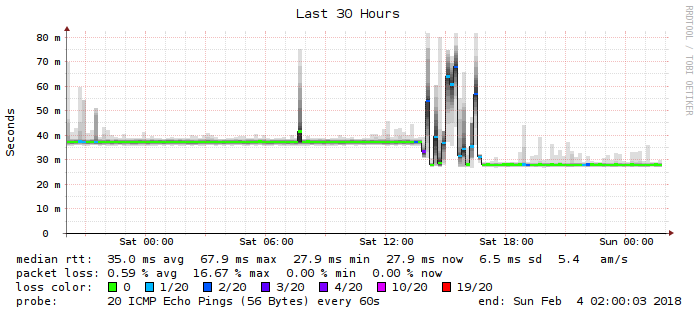 Last 30 Hours
RRDTOOL / TOBI OETIKER
Seconds
80 m
70 m
60 m
50 m
40 m
30 m
20 m
10 m
0
Sat 00:00 Sat 06:00 Sat 12:00 Sat 18:00 Sun 00:00
median rtt: 35.0 ms avg 67.9 ms max 27.9 ms min 27.9 ms now 6.5 ms sd 5.4 am/s
packet loss: 0.59 % avg 16.67 % max 0.00 % min 0.00 % now
loss color: 0 1/20 2/20 3/20 4/20 10/20 19/20
probe: 20 ICMP Echo Pings (56 Bytes) every 60s end: Sun Feb 4 02:00:03 2018